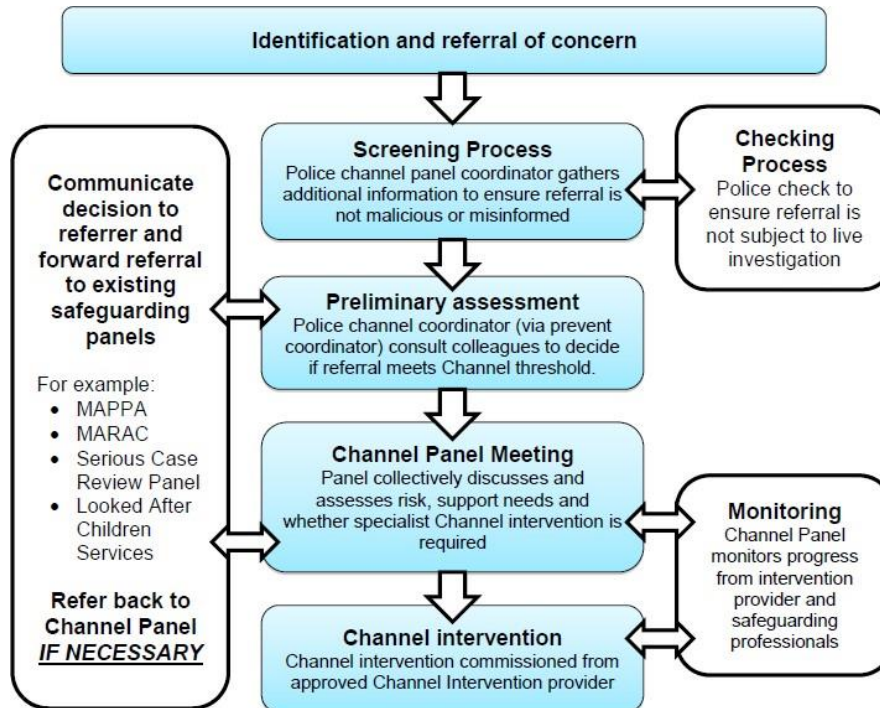 Identification and referral of concern
Screening Process
Police channel panel coordinator gathers
additional information to ensure referral is
not malicious or misinformed
Checking
Process
Police check to
ensure referral is
not subject to live
investigation
Communicate
decision to
referrer and
forward referral
to existing
safeguarding
panels
For example:
• MAPPA
• MARAC
• Serious Case
Review Panel
• Looked After
Children
Services
Refer back to
Channel Panel
IF NECESSARY
Preliminary assessment
Police channel coordinator (via prevent
coordinator) consult colleagues to decide
if referral meets Channel threshold.
Channel Panel Meeting
Panel collectively discusses and
assesses risk, support needs and
whether specialist Channel intervention is
required
Monitoring
Channel Panel
monitors progress
from intervention
provider and
safeguarding
professionals
Channel intervention
Channel intervention commissioned from
approved Channel Intervention provider